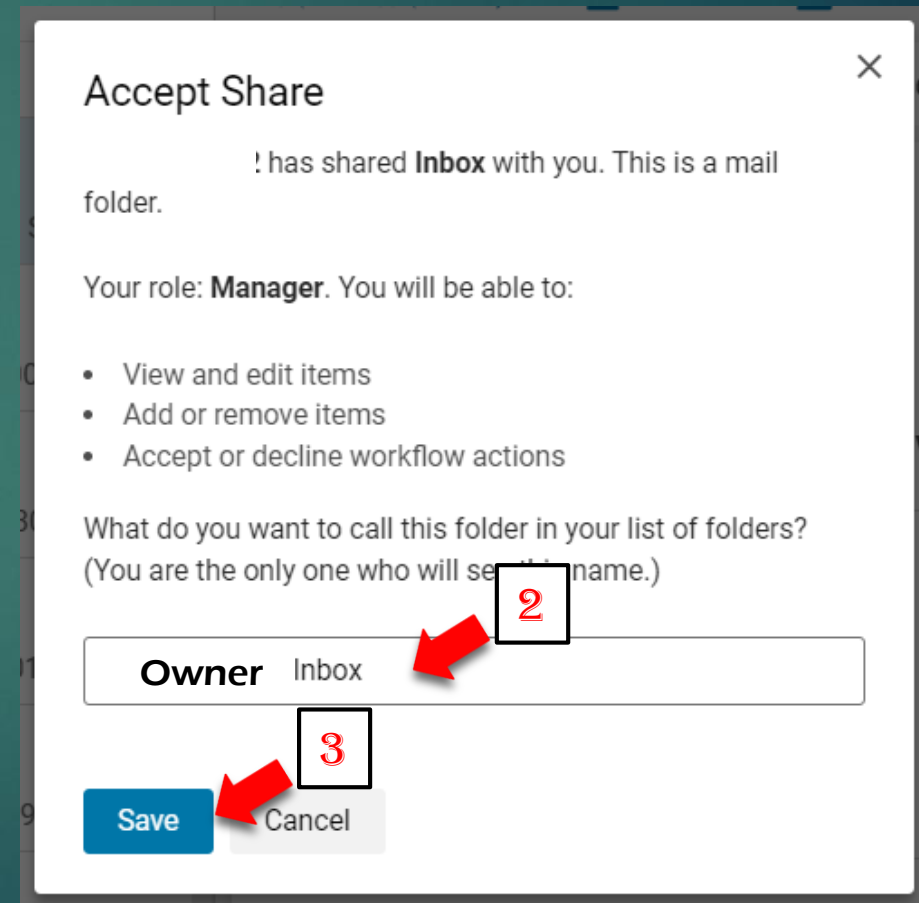 Accept Share
has shared Inbox with you. This is a mail
folder.
Your role: Manager. You will be able to:
• View and edit items
• Add or remove items
• Accept or decline workflow actions
What do you want to call this folder in your list of folders?
(You are the only one who will name.)
2
Owner Inbox
3
Save Cancel